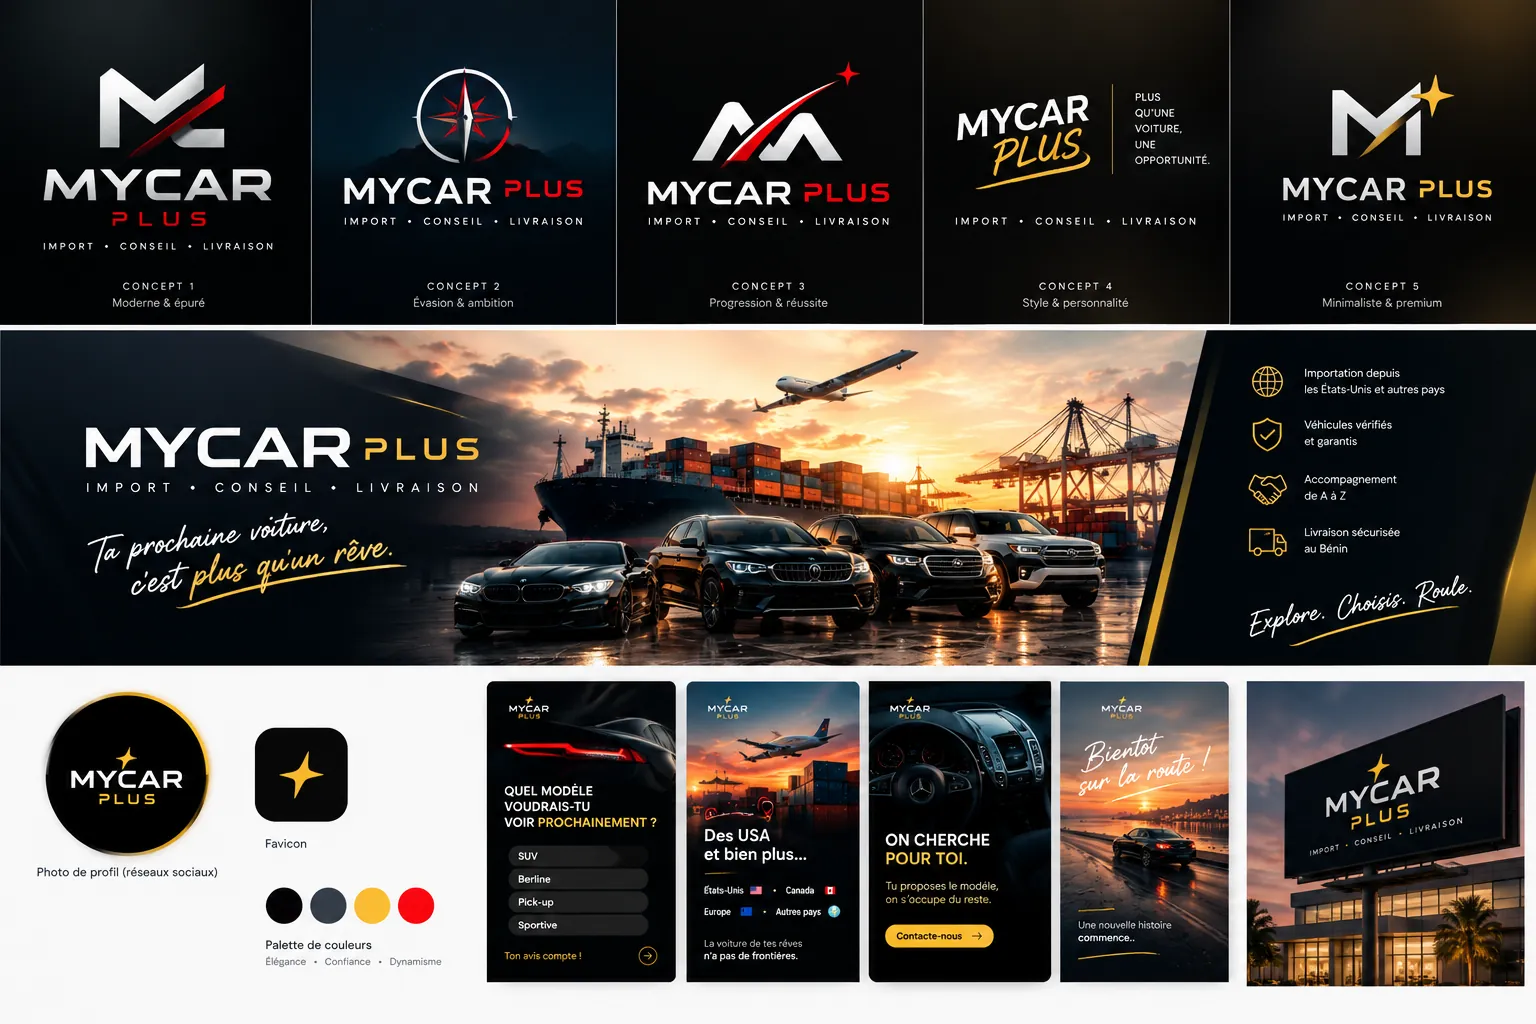 MYCAR
PLUS
IMPORT • CONSEIL • LIVRAISON
CONCEPT 1
Moderne & épuré
MYCAR PLUS
IMPORT • CONSEIL • LIVRAISON
CONCEPT 2
Évasion & ambition
MYCAR PLUS
IMPORT • CONSEIL • LIVRAISON
CONCEPT 3
Progression & réussite
MYCAR
PLUS
PLUS
QU'UNE
VOITURE,
UNE
OPPORTUNITÉ.
IMPORT • CONSEIL • LIVRAISON
CONCEPT 4
Style & personnalité
MYCAR PLUS
IMPORT • CONSEIL • LIVRAISON
CONCEPT 5
Minimaliste & premium
MYCAR PLUS
IMPORT • CONSEIL • LIVRAISON
Ta prochaine voiture,
c'est plus qu'un rêve.
Importation depuis
les États-Unis et autres pays
Véhicules vérifiés
et garantis
Accompagnement
de A à Z
Livraison sécurisée
au Bénin
Explore. Choisis. Roule.
MYCAR
PLUS
Photo de profil (réseaux sociaux)
Favicon
Palette de couleurs
Élégance • Confiance • Dynamisme
MYCAR
PLUS
QUEL MODÈLE
VOUDRAIS-TU
VOIR PROCHAINEMENT ?
SUV
Berline
Pick-up
Sportive
Ton avis compte !
MYCAR
PLUS
Des USA
et bien plus...
États-Unis • Canada
Europe • Autres pays
La voiture de tes rêves
n'a pas de frontières.
MYCAR
PLUS
ON CHERCHE
POUR TOI.
Tu proposes le modéle,
on s'occupe du reste.
Contacte-nous
MYCAR
PLUS
Bientot
sur la route !
Une nouvelle histoire
commence..
MYCAR
PLUS
IMPORT • CONSEIL • LIVRAISON